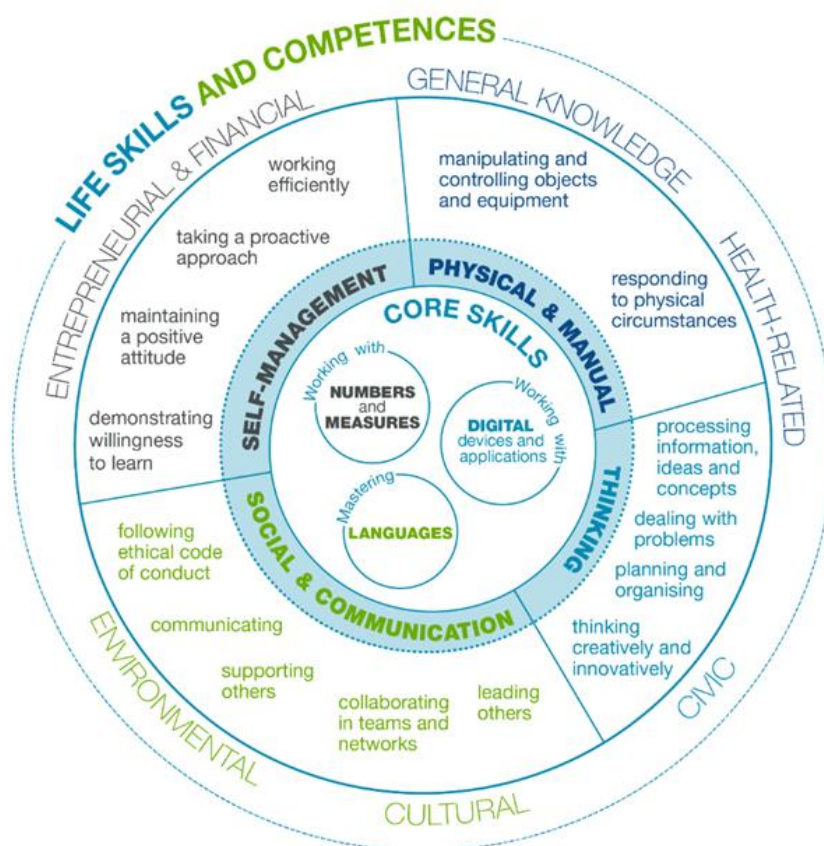 LIFE SKILLS AND COMPETENCES
ENTREPRENEURIAL & FINANCIAL
GENERAL KNOWLEDGE
HEALTH-RELATED
CIVIC
CULTURAL
ENVIRONMENTAL
SELF-MANAGEMENT
working
efficiently
taking a proactive
approach
maintaining
a positive
attitude
demonstrating
willingness
to learn
PHYSICAL & MANUAL
manipulating and
controlling objects
and equipment
responding
to physical
circumstances
THINKING
processing
information,
ideas and
concepts
dealing with
problems
planning and
organising
thinking
creatively and
innovatively
SOCIAL & COMMUNICATION
following
ethical code
of conduct
communicating
supporting
others
collaborating
in teams and
networks
leading
others
CORE SKILLS
Working with
NUMBERS
and
MEASURES
Working with
DIGITAL
devices and
applications
Mastering
LANGUAGES